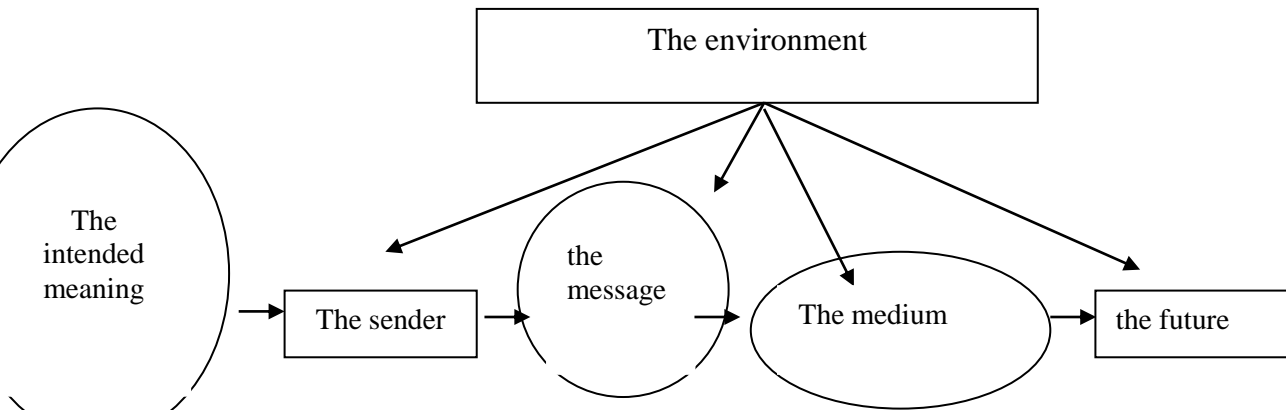 The environment
The
intended
meaning
The sender
the
message
The medium
the future